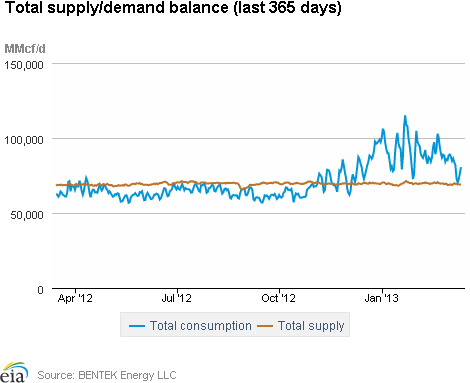 Total supply/demand balance (last 365 days)
MMcf/d
150,000
100,000
50,000
0
Apr '12 Jul '12 Oct '12 Jan '13
Total consumption Total supply
eia Source: BENTEK Energy LLC